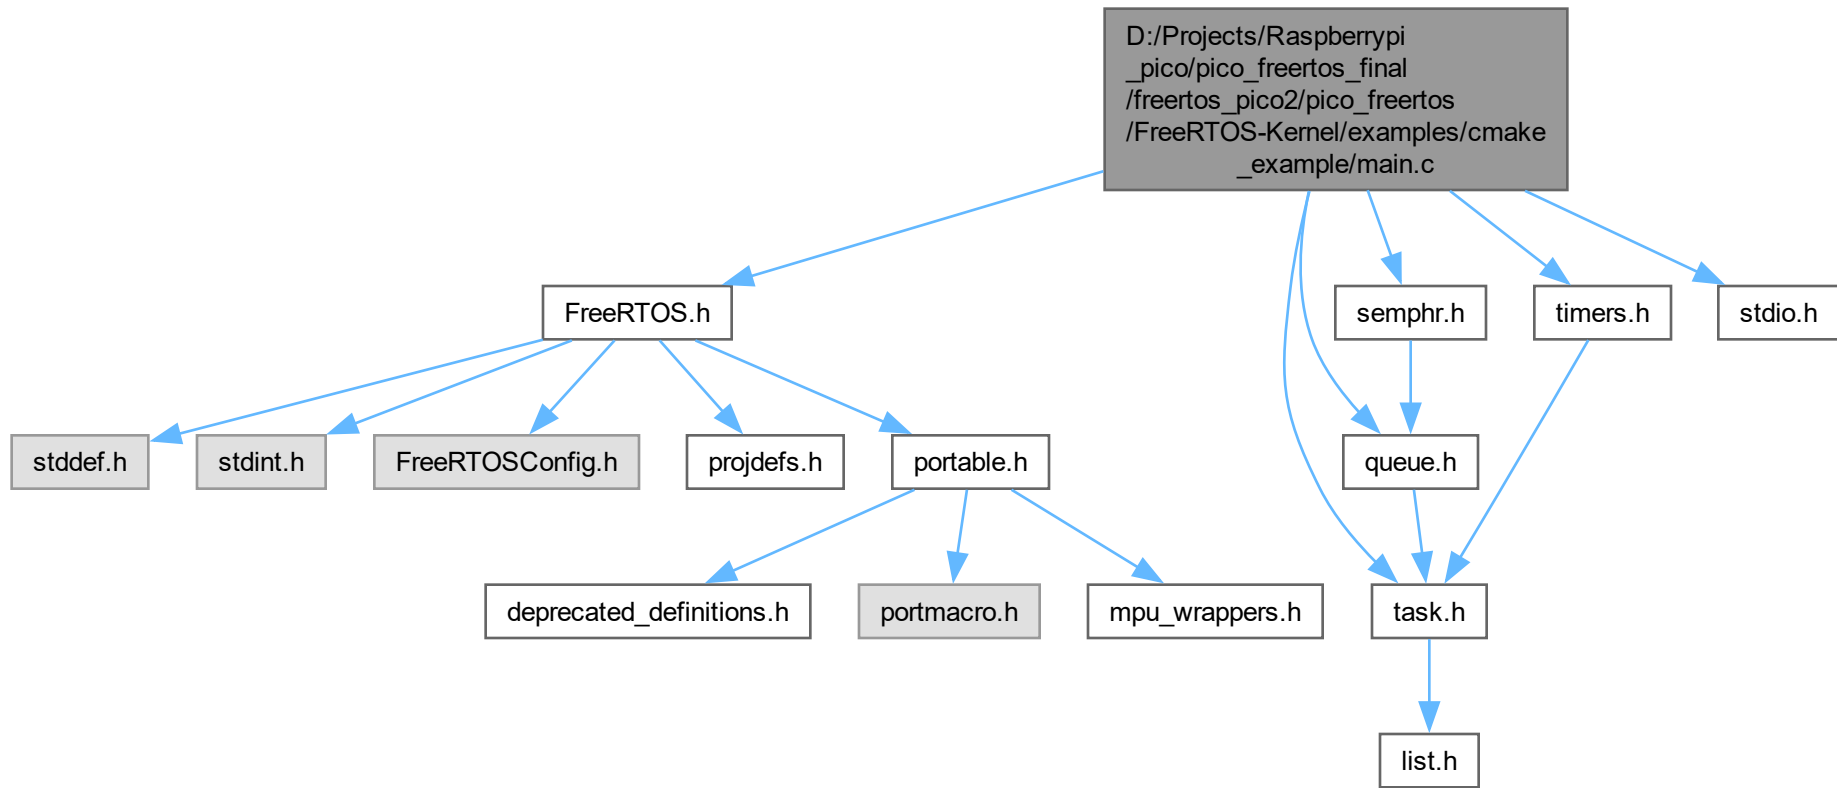 D:/Projects/Raspberrypi
_pico/pico_freertos_final
/freertos_pico2/pico_freertos
/FreeRTOS-Kernel/examples/cmake
_example/main.c
FreeRTOS.h
semphr.h
timers.h
stdio.h
stddef.h
stdint.h
FreeRTOSConfig.h
projdefs.h
portable.h
queue.h
deprecated_definitions.h
portmacro.h
mpu_wrappers.h
task.h
list.h